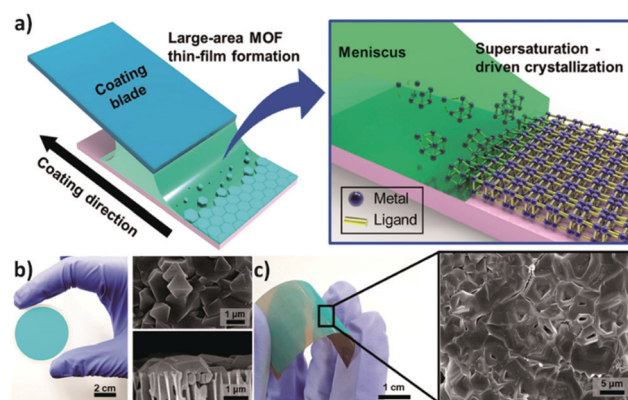 a)
Large-area MOF
thin-film formation
Coating
blade
Coating direction
Meniscus
Supersaturation -
driven crystallization
Metal
Ligand
b)
2 cm
1 µm
1 µm
c)
1 cm
5 µm